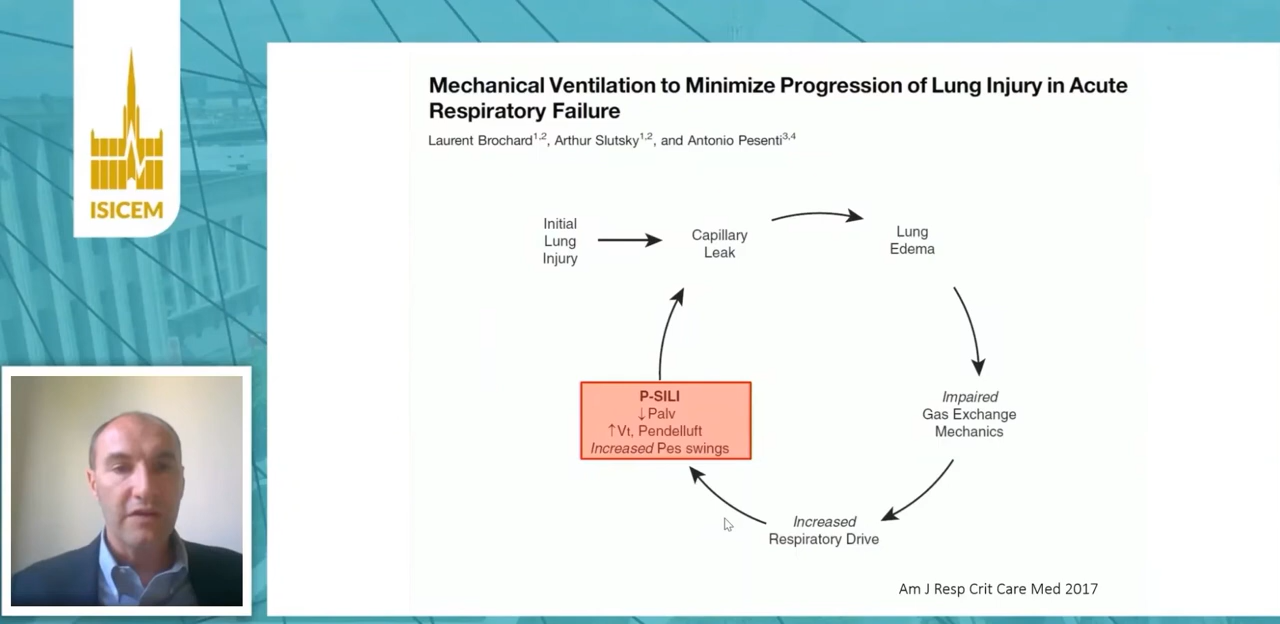 ISICEM
Mechanical Ventilation to Minimize Progression of Lung Injury in Acute
Respiratory Failure
Laurent Brochard1,2, Arthur Slutsky1,2, and Antonio Pesenti3,4
Initial
Lung
Injury
Capillary
Leak
Lung
Edema
Impaired
Gas Exchange
Mechanics
Increased
Respiratory Drive
P-SILI
↓Palv
↑Vt, Pendelluft
Increased Pes swings
Am J Resp Crit Care Med 2017